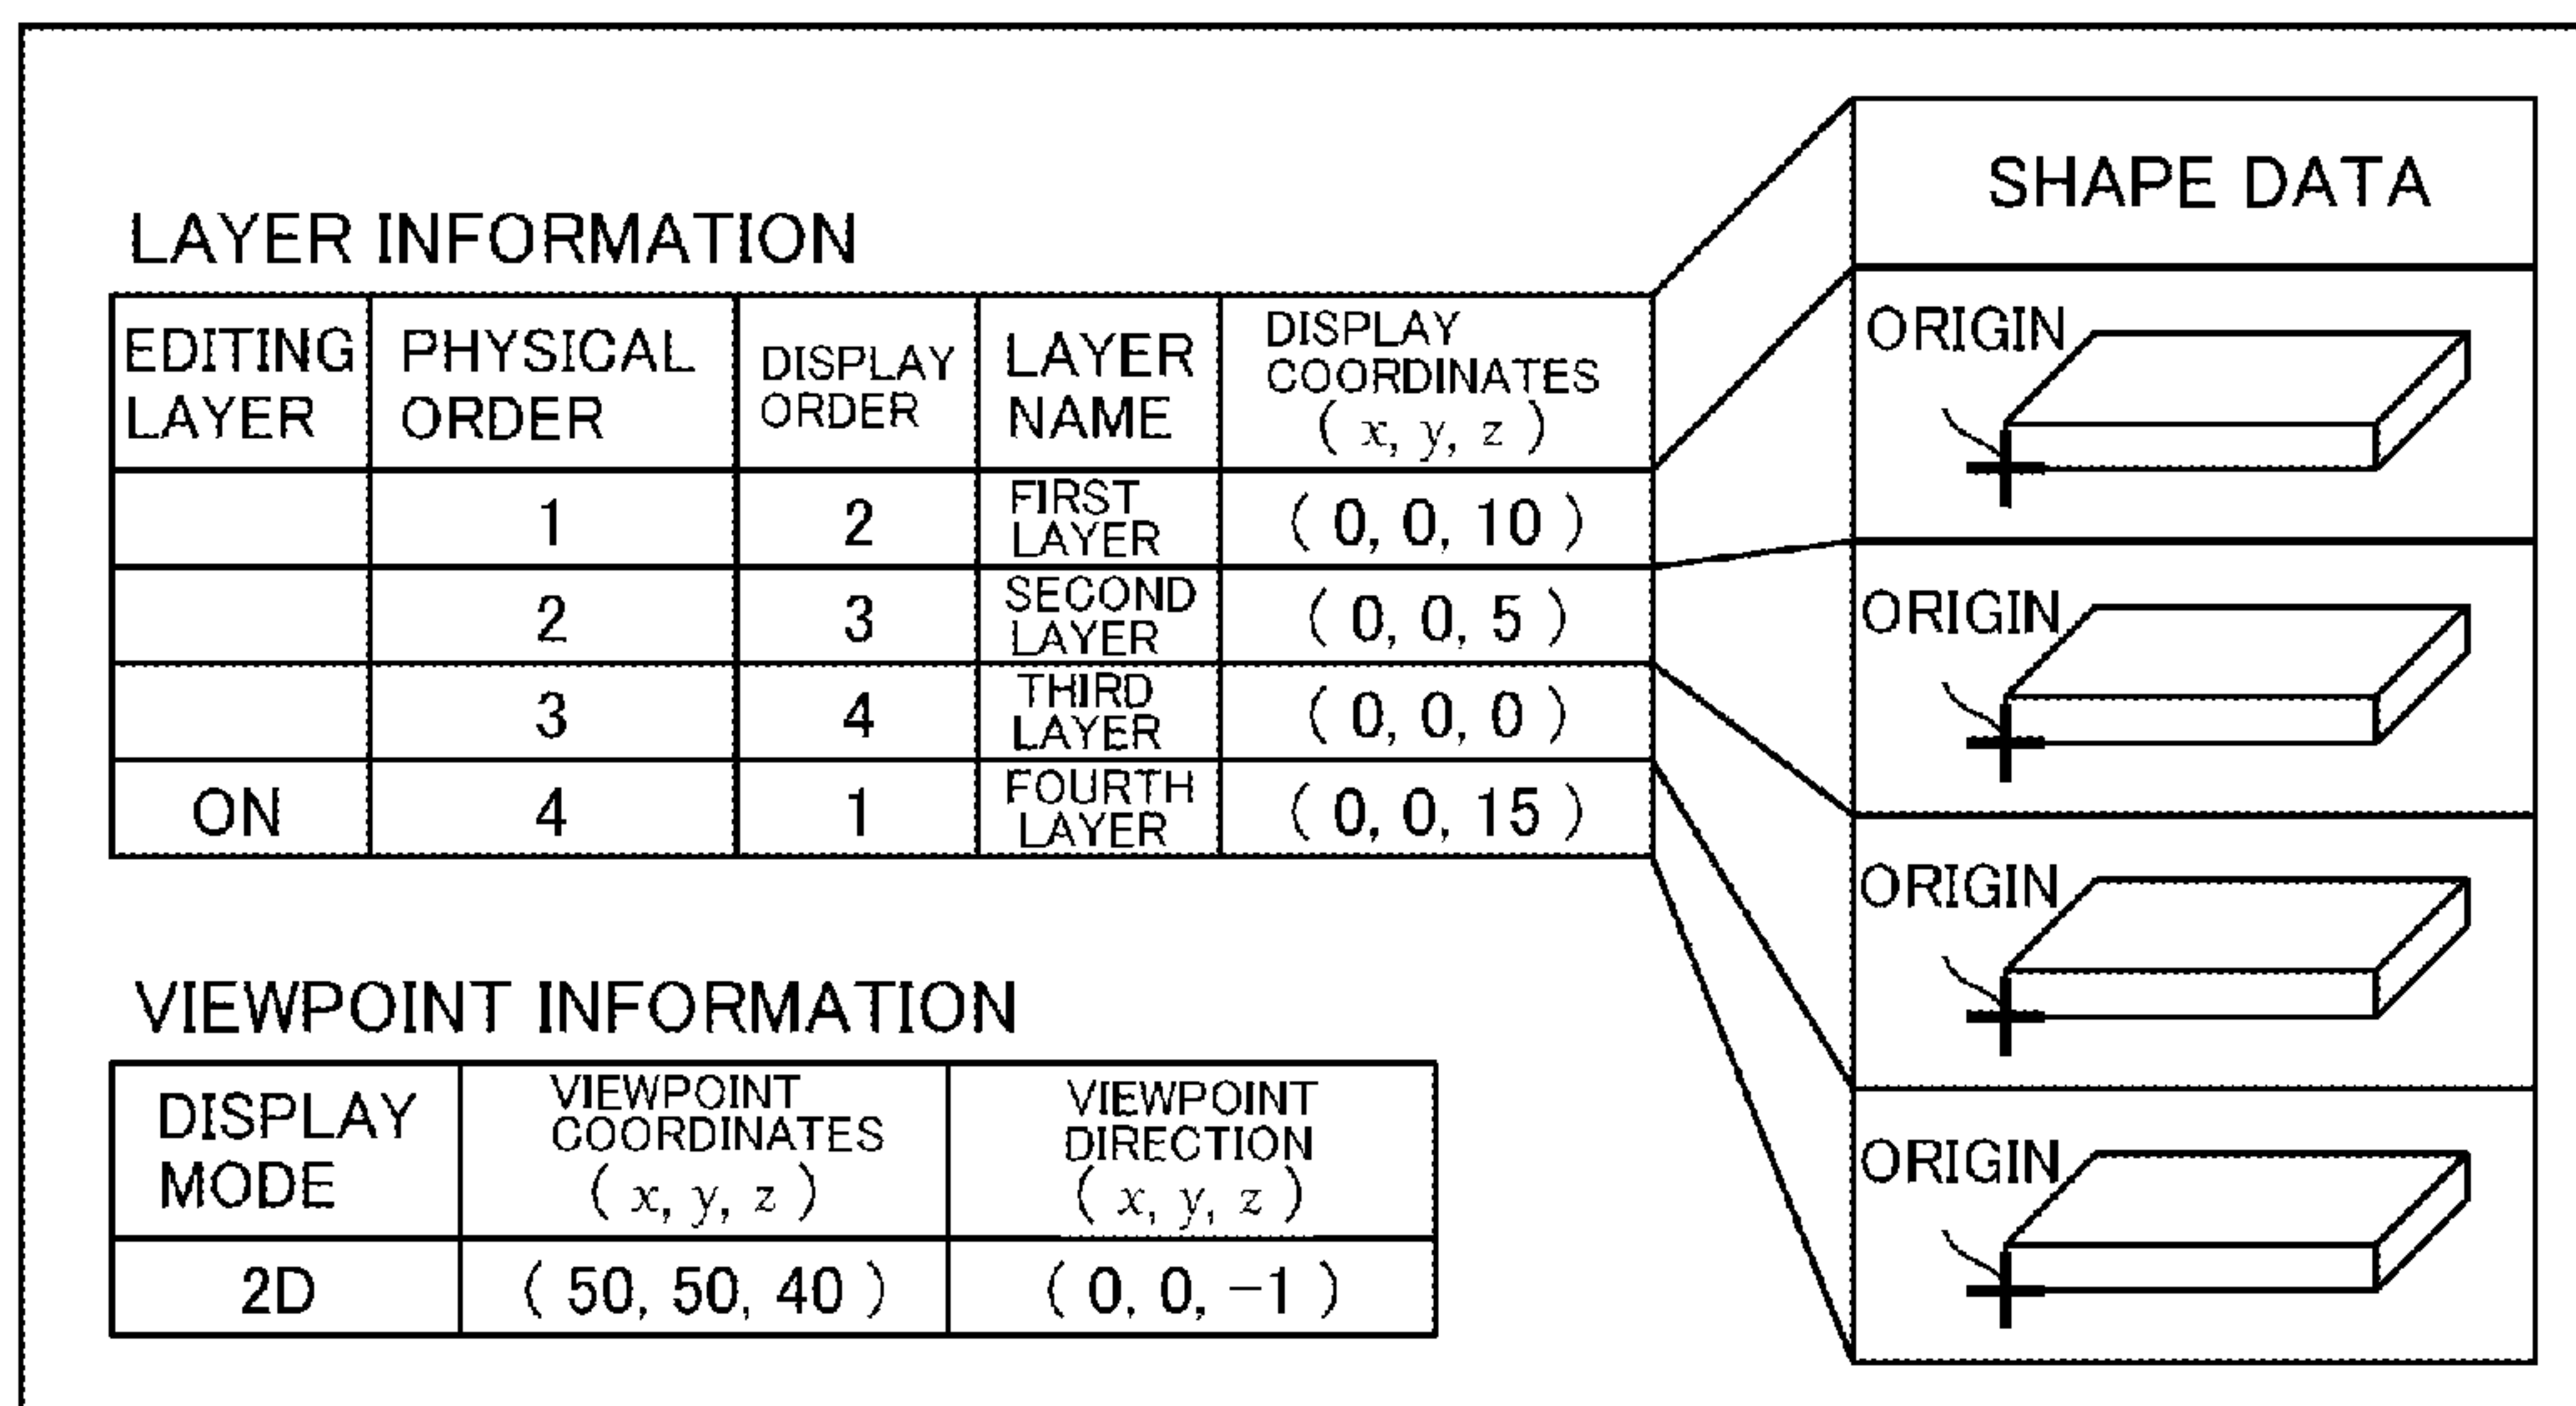 LAYER INFORMATION
EDITING LAYER PHYSICAL ORDER DISPLAY ORDER LAYER NAME DISPLAY COORDINATES ( x, y, z )
1 2 FIRST LAYER ( 0, 0, 10 )
2 3 SECOND LAYER ( 0, 0, 5 )
3 4 THIRD LAYER ( 0, 0, 0 )
ON 4 1 FOURTH LAYER ( 0, 0, 15 )
SHAPE DATA
ORIGIN
ORIGIN
ORIGIN
ORIGIN
VIEWPOINT INFORMATION
DISPLAY MODE VIEWPOINT COORDINATES ( x, y, z ) VIEWPOINT DIRECTION ( x, y, z )
2D ( 50, 50, 40 ) ( 0, 0, −1 )